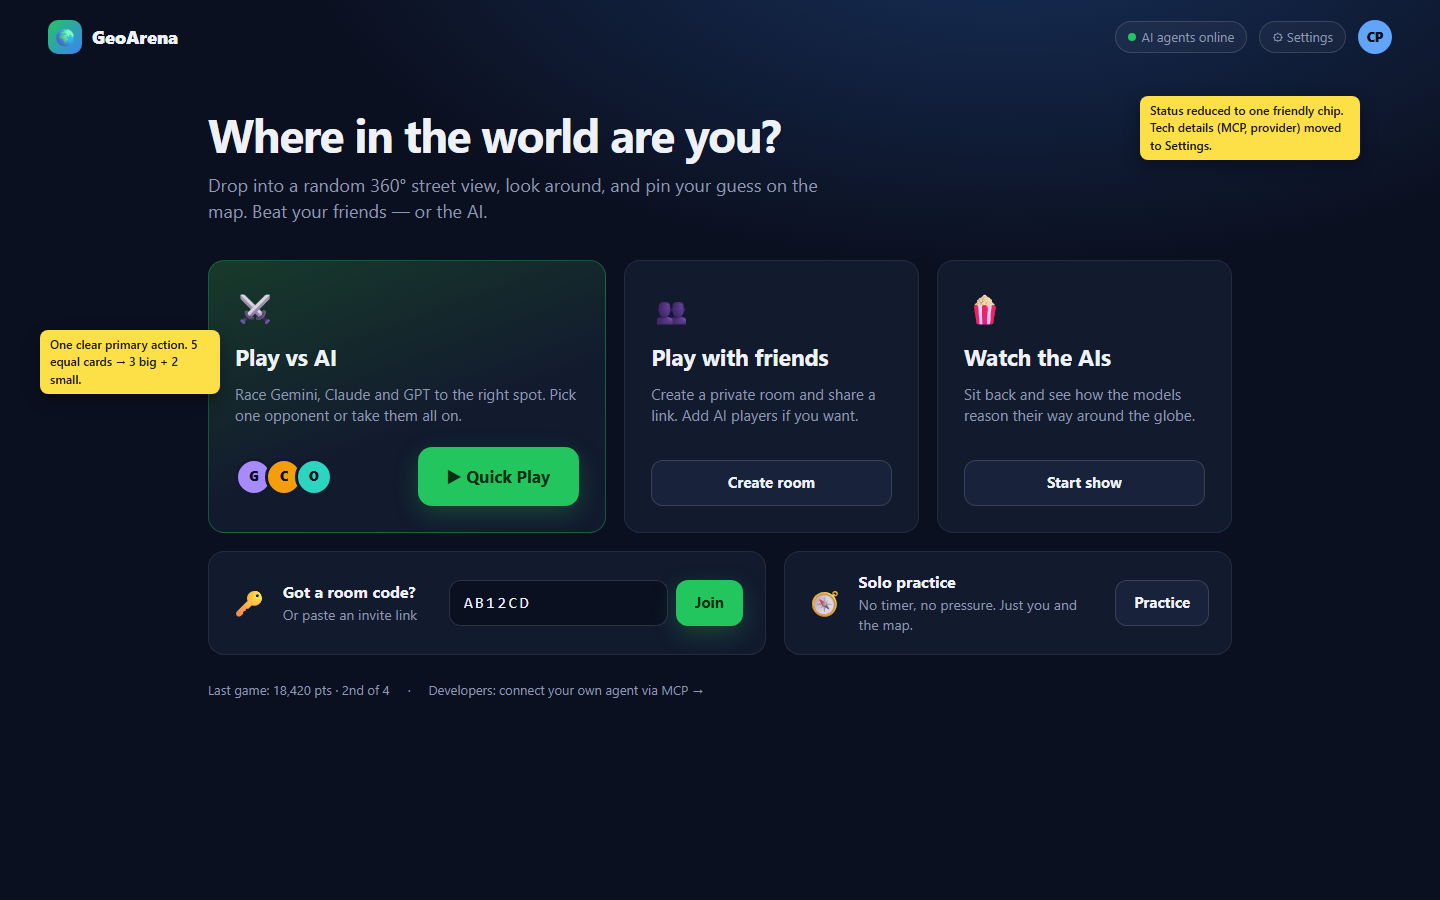 GeoArena
AI agents online
⚙ Settings
CP
Status reduced to one friendly chip.
Tech details (MCP, provider) moved
to Settings.
Where in the world are you?
Drop into a random 360° street view, look around, and pin your guess on the
map. Beat your friends — or the AI.
One clear primary action. 5
equal cards → 3 big + 2
small.
Play vs AI
Race Gemini, Claude and GPT to the right spot. Pick
one opponent or take them all on.
G C O
▶ Quick Play
Play with friends
Create a private room and share a
link. Add AI players if you want.
Create room
Watch the AIs
Sit back and see how the models
reason their way around the globe.
Start show
Got a room code?
Or paste an invite link
AB12CD
Join
Solo practice
No timer, no pressure. Just you and
the map.
Practice
Last game: 18,420 pts · 2nd of 4 · Developers: connect your own agent via MCP →